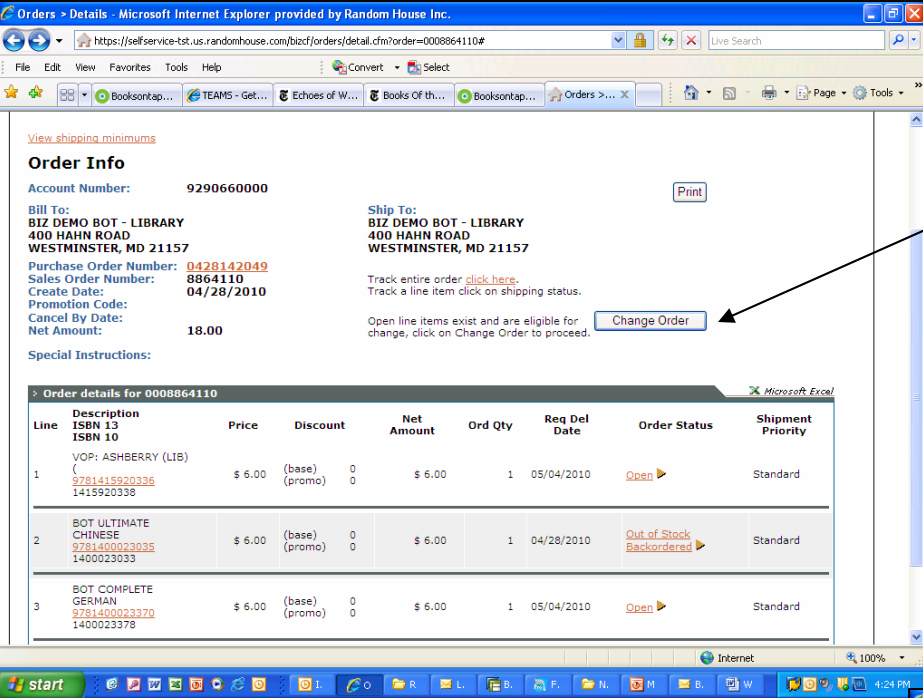 Orders > Details - Microsoft Internet Explorer provided by Random House Inc.
https://selfservice-tst.us.randomhouse.com/bizcf/orders/detail.cfm?order=0008864110#
Live Search
File Edit View Favorites Tools Help
Convert Select
Booksontap... TEAMS - Get... Echoes of W... Books Of th... Booksontap... Orders >... X
Page Tools »
View shipping minimums
Order Info
Account Number: 9290660000
Print
Bill To: Ship To:
BIZ DEMO BOT - LIBRARY BIZ DEMO BOT - LIBRARY
400 HAHN ROAD 400 HAHN ROAD
WESTMINSTER, MD 21157 WESTMINSTER, MD 21157
Purchase Order Number: 0428142049
Sales Order Number: 8864110 Track entire order click here.
Create Date: 04/28/2010 Track a line item click on shipping status.
Promotion Code:
Cancel By Date: Open line items exist and are eligible for Change Order
Net Amount: 18.00 change, click on Change Order to proceed.
Special Instructions:
> Order details for 0008864110 Microsoft Excel
Line Description ISBN 13 ISBN 10 Price Discount Net Amount Ord Qty Req Del Date Order Status Shipment Priority
VOP: ASHBERRY (LIB)
(
1 $ 6.00 (base) 0 (promo) 0 $ 6.00 1 05/04/2010 Open Standard
9781415920336
1415920338
BOT ULTIMATE
CHINESE
2 $ 6.00 (base) 0 (promo) 0 $ 6.00 1 04/28/2010 Out of Stock Backordered Standard
9781400023035
1400023033
BOT COMPLETE
GERMAN
3 $ 6.00 (base) 0 (promo) 0 $ 6.00 1 05/04/2010 Open Standard
9781400023370
1400023378
Internet 100%
start I. o R L. B. F. N. M B. W 4:24 PM